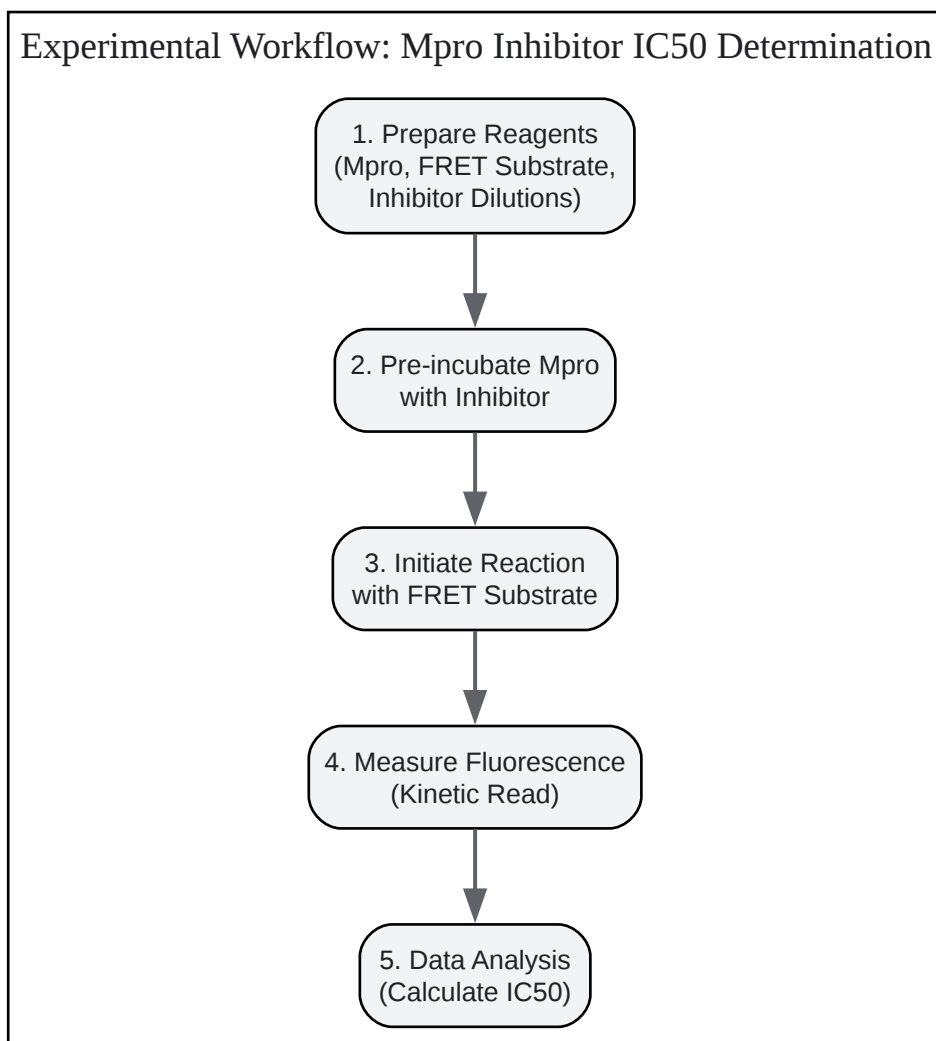 Experimental Workflow: Mpro Inhibitor IC50 Determination
1. Prepare Reagents
(Mpro, FRET Substrate,
Inhibitor Dilutions)
2. Pre-incubate Mpro
with Inhibitor
3. Initiate Reaction
with FRET Substrate
4. Measure Fluorescence
(Kinetic Read)
5. Data Analysis
(Calculate IC50)